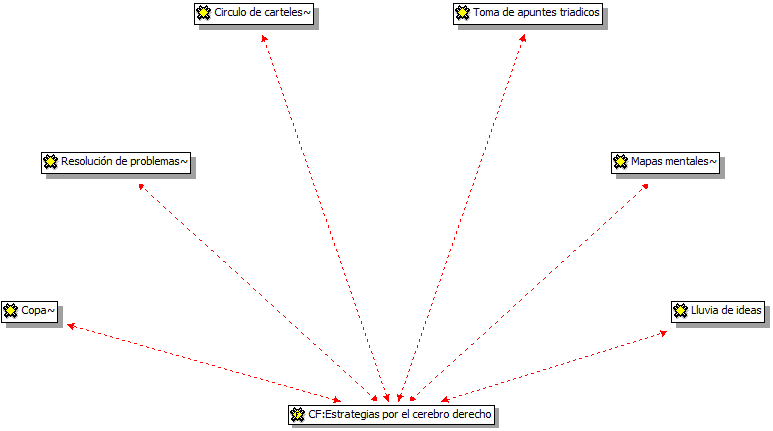 Circulo de carteles~
Toma de apuntes triadicos
Resolución de problemas~
Mapas mentales~
Copa~
Lluvia de ideas
CF:Estrategias por el cerebro derecho